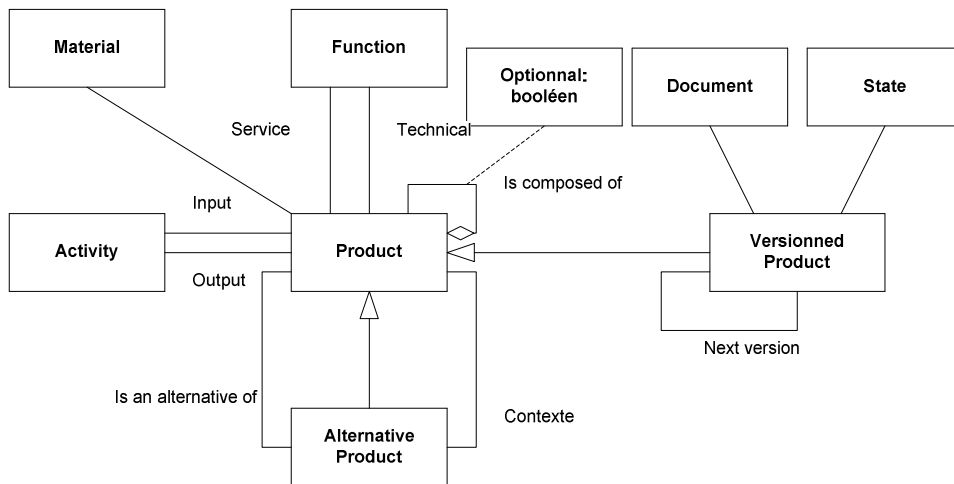 Material
Function
Optionnal:
booléen
Document
State
Service
Technical
Is composed of
Input
Activity
Product
Versionned
Product
Output
Next version
Is an alternative of
Contexte
Alternative
Product